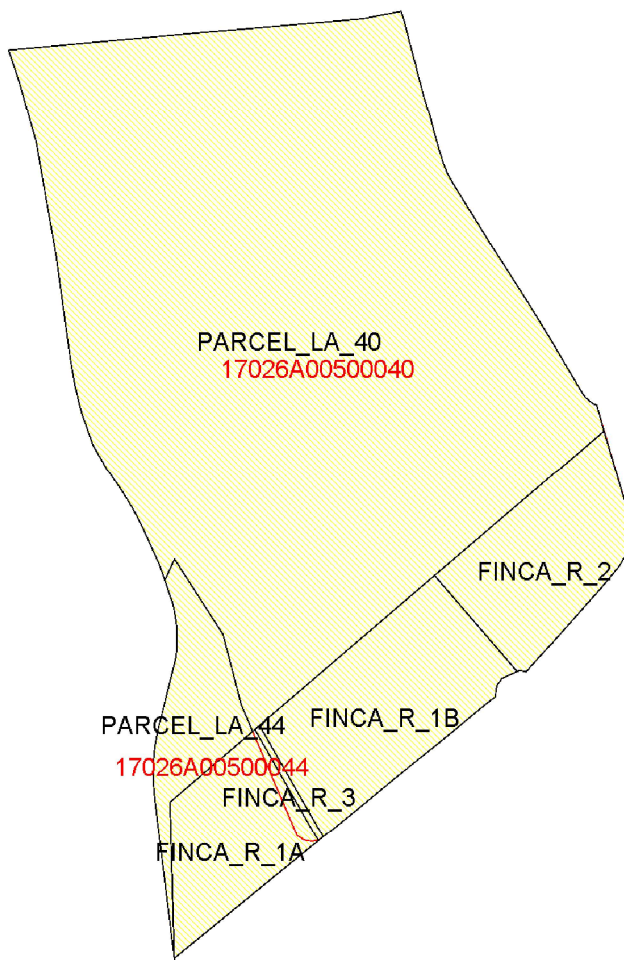 PARCEL_LA_40
17026A00500040
FINCA_R_2
FINCA_R_1B
PARCEL_LA_44
17026A00500044
FINCA_R_3
FINCA_R_1A